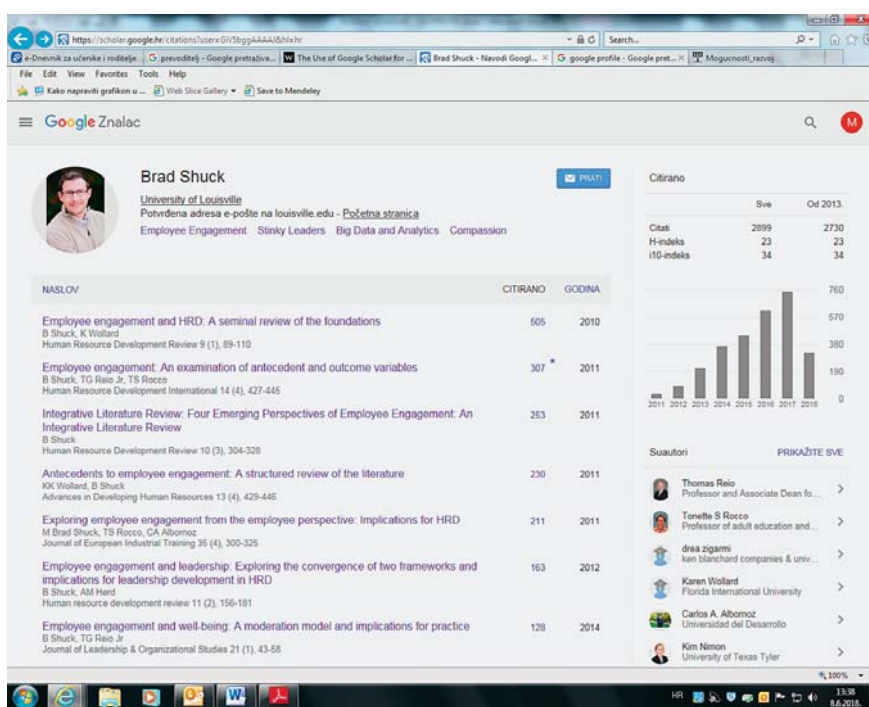 https://scholar.google.hr/citations?user=GIV5bggAAAAJ&hl=hr
Search...
e-Dnevnik za učenike i roditelje
prevoditelj - Google pretraživa...
The Use of Google Scholar for ...
Brad Shuck - Navodi Googl...
google profile - Google pret...
Mogucnosti_razvoj
File Edit View Favorites Tools Help
Kako napraviti grafikon u ...
Web Slice Gallery
Save to Mendeley
Google Znalac
M
Brad Shuck
PRATI
University of Louisville
Potvrđena adresa e-pošte na louisville.edu - Početna stranica
Employee Engagement Stinky Leaders Big Data and Analytics Compassion
NASLOV CITIRANO GODINA
Employee engagement and HRD: A seminal review of the foundations 505 2010
B Shuck, K Wollard
Human Resource Development Review 9 (1), 89-110
Employee engagement: An examination of antecedent and outcome variables 307 * 2011
B Shuck, TG Reio Jr, TS Rocco
Human Resource Development International 14 (4), 427-445
Integrative Literature Review: Four Emerging Perspectives of Employee Engagement: An 253 2011
Integrative Literature Review
B Shuck
Human Resource Development Review 10 (3), 304-328
Antecedents to employee engagement: A structured review of the literature 230 2011
KK Wollard, B Shuck
Advances in Developing Human Resources 13 (4), 429-446
Exploring employee engagement from the employee perspective: Implications for HRD 211 2011
M Brad Shuck, TS Rocco, CA Albornoz
Journal of European Industrial Training 35 (4), 300-325
Employee engagement and leadership: Exploring the convergence of two frameworks and 163 2012
implications for leadership development in HRD
B Shuck, AM Herd
Human resource development review 11 (2), 156-181
Employee engagement and well-being: A moderation model and implications for practice 128 2014
B Shuck, TG Reio Jr
Journal of Leadership & Organizational Studies 21 (1), 43-58
Citirano
Sve Od 2013.
Citati 2899 2730
H-indeks 23 23
i10-indeks 34 34
760
570
380
190
0
2011 2012 2013 2014 2015 2016 2017 2018
Suautori PRIKAŽITE SVE
Thomas Reio
Professor and Associate Dean fo...
Tonette S Rocco
Professor of adult education and...
drea zigarmi
ken blanchard companies & univ...
Karen Wollard
Florida International University
Carlos A. Albornoz
Universidad del Desarrollo
Kim Nimon
University of Texas Tyler
100%
HR
13:38
8.6.2018.